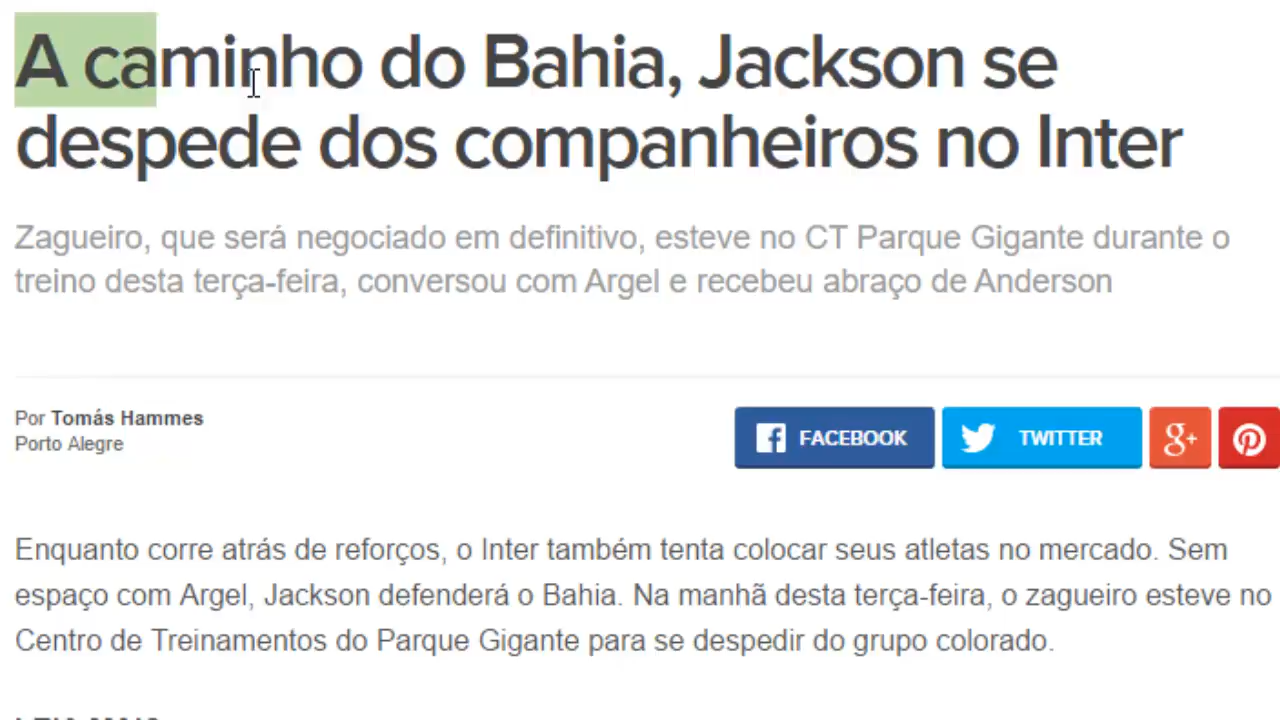 A caminho do Bahia, Jackson se
despede dos companheiros no Inter
Zagueiro, que será negociado em definitivo, esteve no CT Parque Gigante durante o
treino desta terça-feira, conversou com Argel e recebeu abraço de Anderson
Por Tomás Hammes
Porto Alegre
FACEBOOK TWITTER g+
Enquanto corre atrás de reforços, o Inter também tenta colocar seus atletas no mercado. Sem
espaço com Argel, Jackson defenderá o Bahia. Na manhã desta terça-feira, o zagueiro esteve no
Centro de Treinamentos do Parque Gigante para se despedir do grupo colorado.